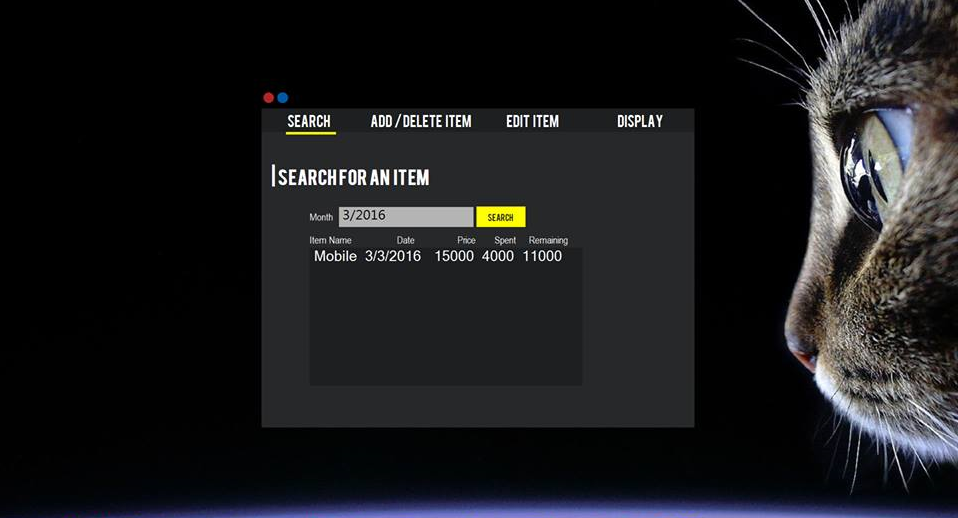 SEARCH ADD / DELETE ITEM EDIT ITEM DISPLAY
SEARCH FOR AN ITEM
Month 3/2016 SEARCH
Item Name Date Price Spent Remaining
Mobile 3/3/2016 15000 4000 11000